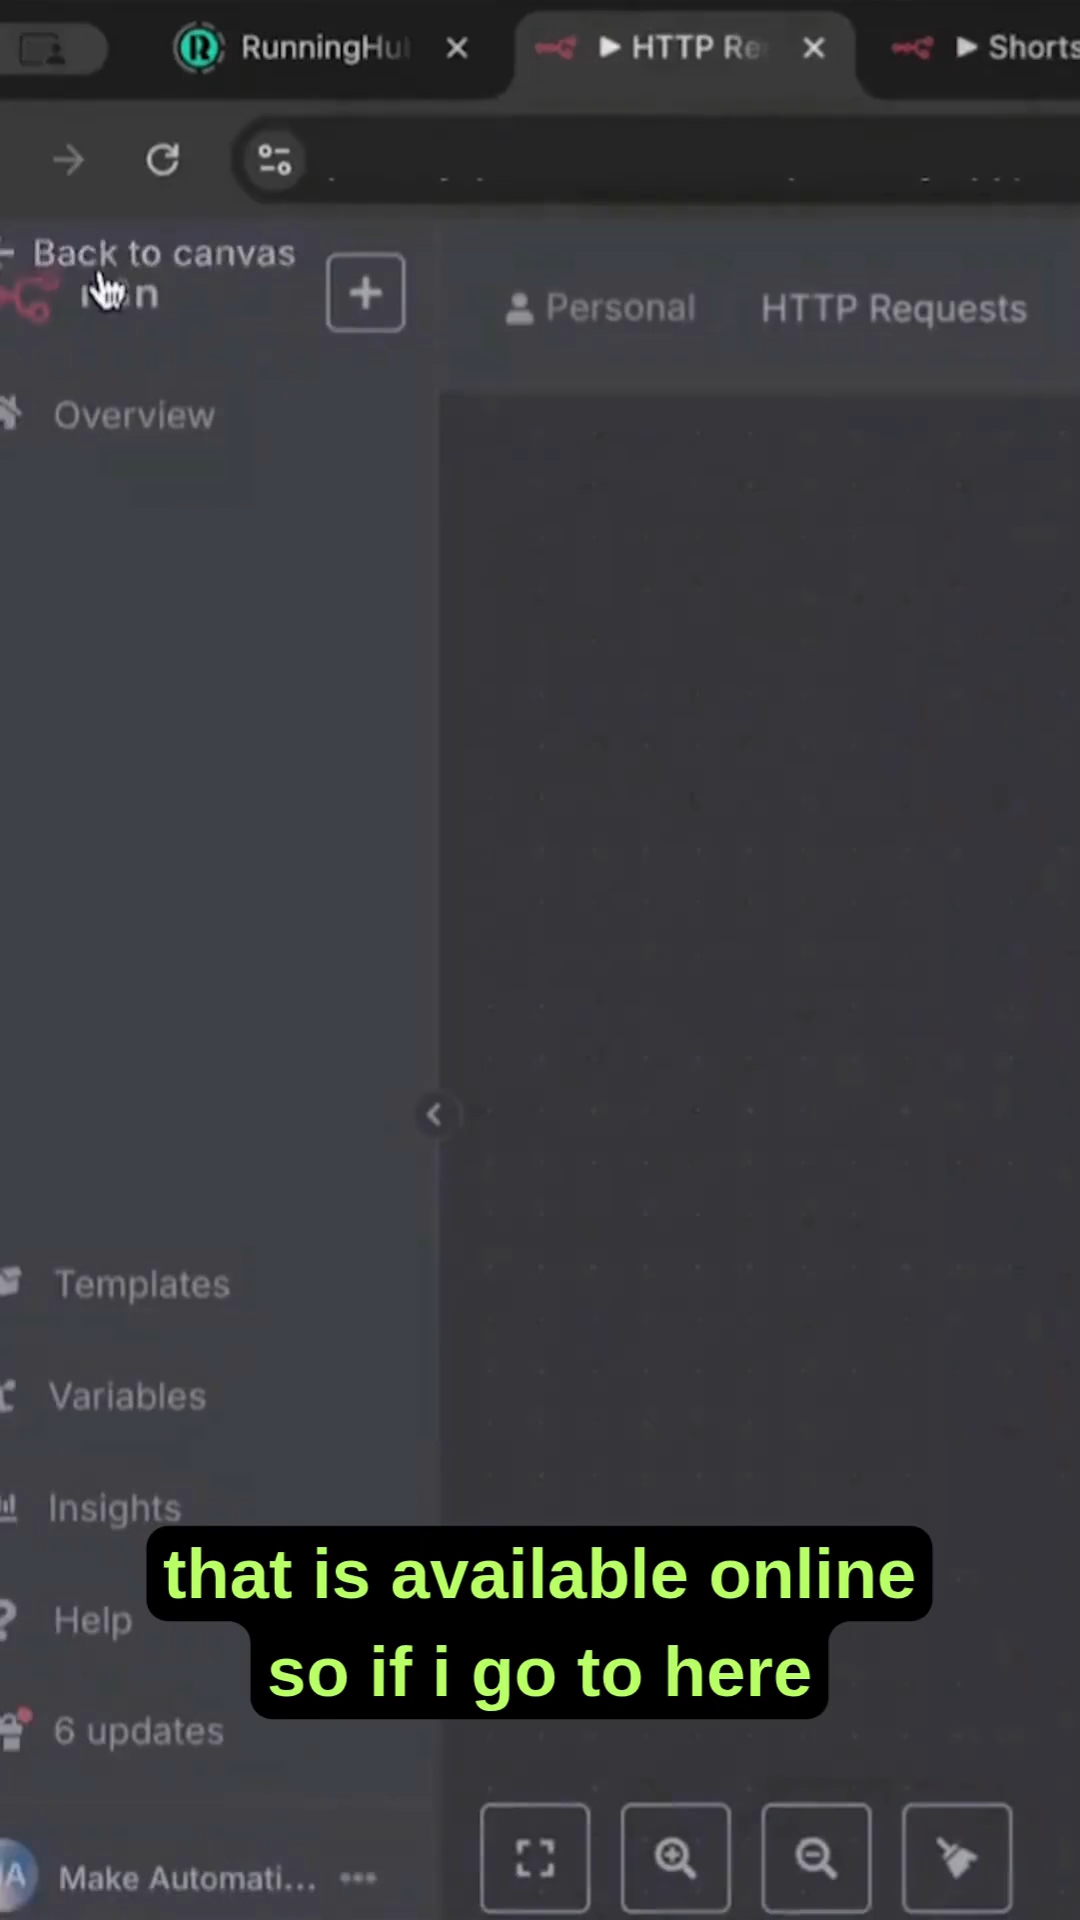 RunningHu
HTTP Re
Shorts
Back to canvas
n
Personal
HTTP Requests
Overview
Templates
Variables
Insights
Help
6 updates
Make Automati...
that is available online
so if i go to here